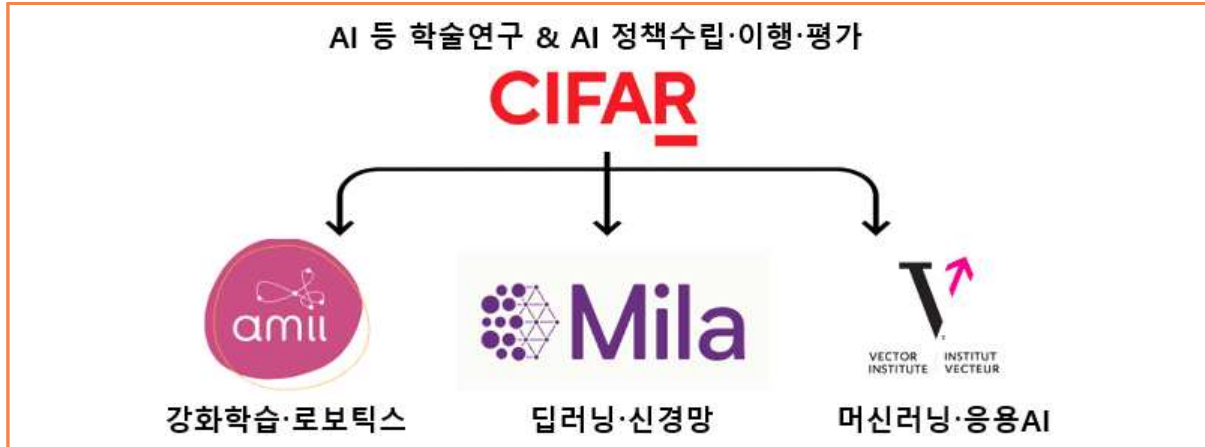 AI 등 학술연구 & AI 정책수립·이행·평가
CIFAR
amii
Mila
VECTOR INSTITUT
INSTITUTE VECTEUR
강화학습·로보틱스
딥러닝·신경망
머신러닝·응용AI